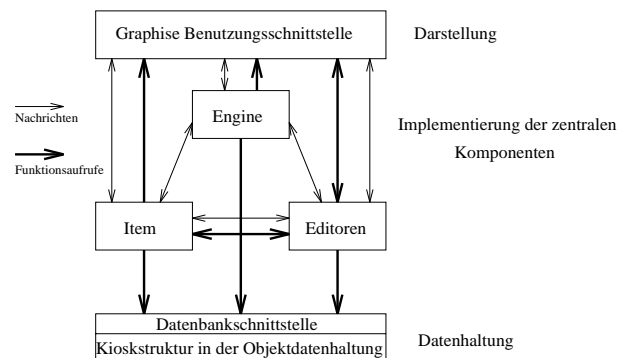 Graphise Benutzungsschnittstelle
Darstellung
Nachrichten
Engine
Implementierung der zentralen
Komponenten
Funktionsaufrufe
Item
Editoren
Datenbankschnittstelle
Kioskstruktur in der Objektdatenhaltung
Datenhaltung